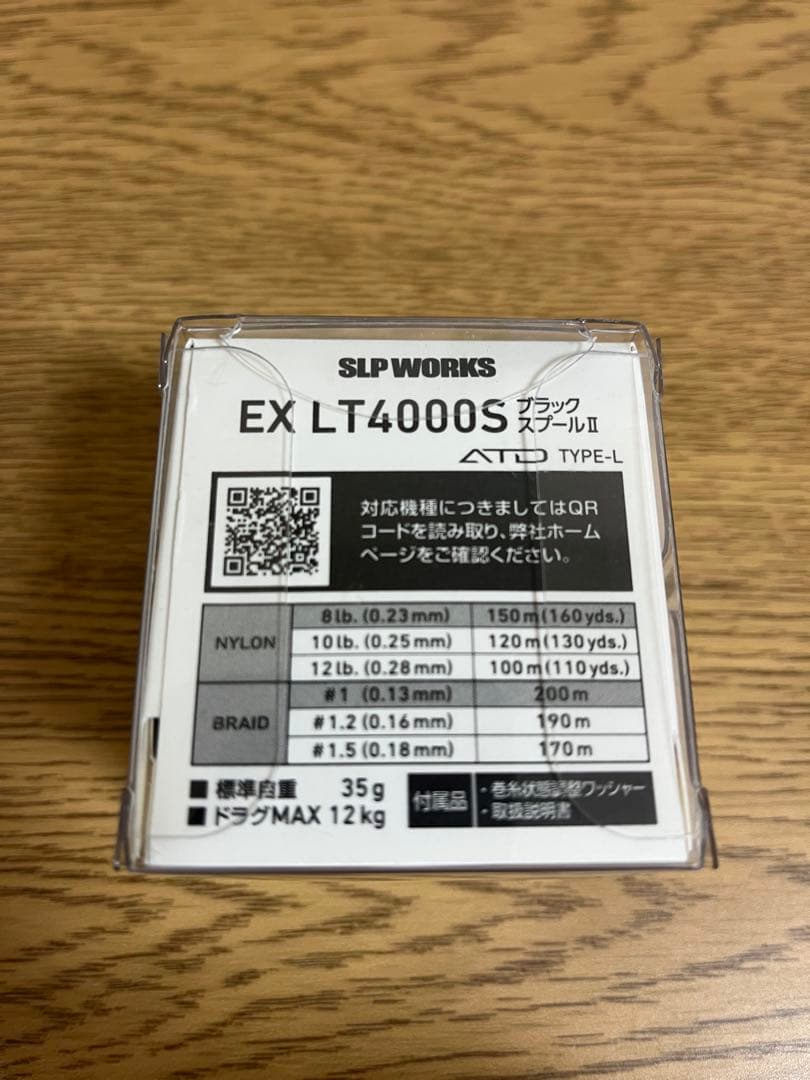 SLP WORKS
EX LT4000S ブラック
スプールⅡ
ATD TYPE-L
対応機種につきましてはQR
コードを読み取り、弊社ホーム
ページをご確認ください。
NYLON
8lb. (0.23mm) 150m(160yds.)
10lb. (0.25mm) 120m(130yds.)
12lb. (0.28mm) 100m(110yds.)
BRAID
#1 (0.13mm) 200m
#1.2 (0.16mm) 190m
#1.5 (0.18mm) 170m
■ 標準自重 35g
■ ドラグMAX 12kg
付属品
・巻糸状態調整ワッシャー
・取扱説明書